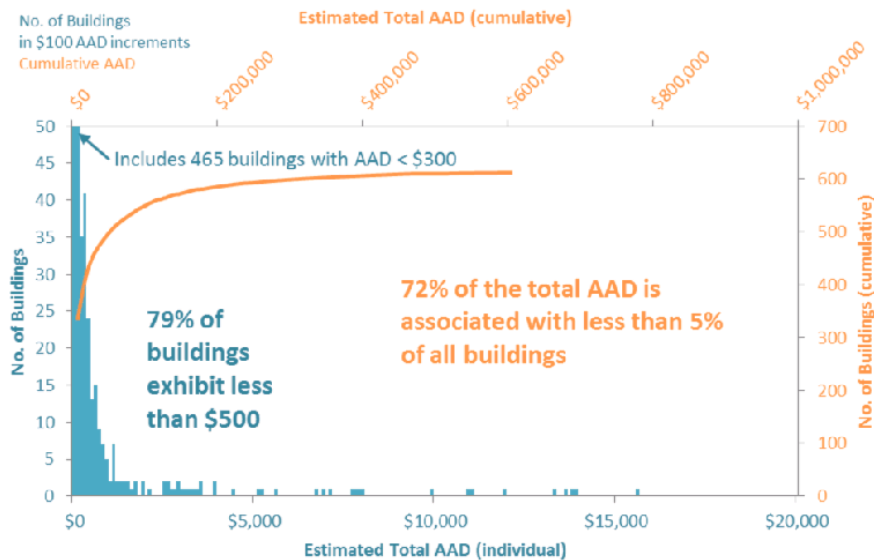 No. of Buildings
in $100 AAD increments
Cumulative AAD
Estimated Total AAD (cumulative)
$0
$200,000
$400,000
$600,000
$800,000
$1,000,000
50
45
40
35
30
25
20
15
10
5
0
No. of Buildings
Includes 465 buildings with AAD < $300
79% of
buildings
exhibit less
than $500
72% of the total AAD is
associated with less than 5%
of all buildings
700
600
500
400
300
200
100
0
No. of Buildings (cumulative)
$0
$5,000
$10,000
$15,000
$20,000
Estimated Total AAD (individual)